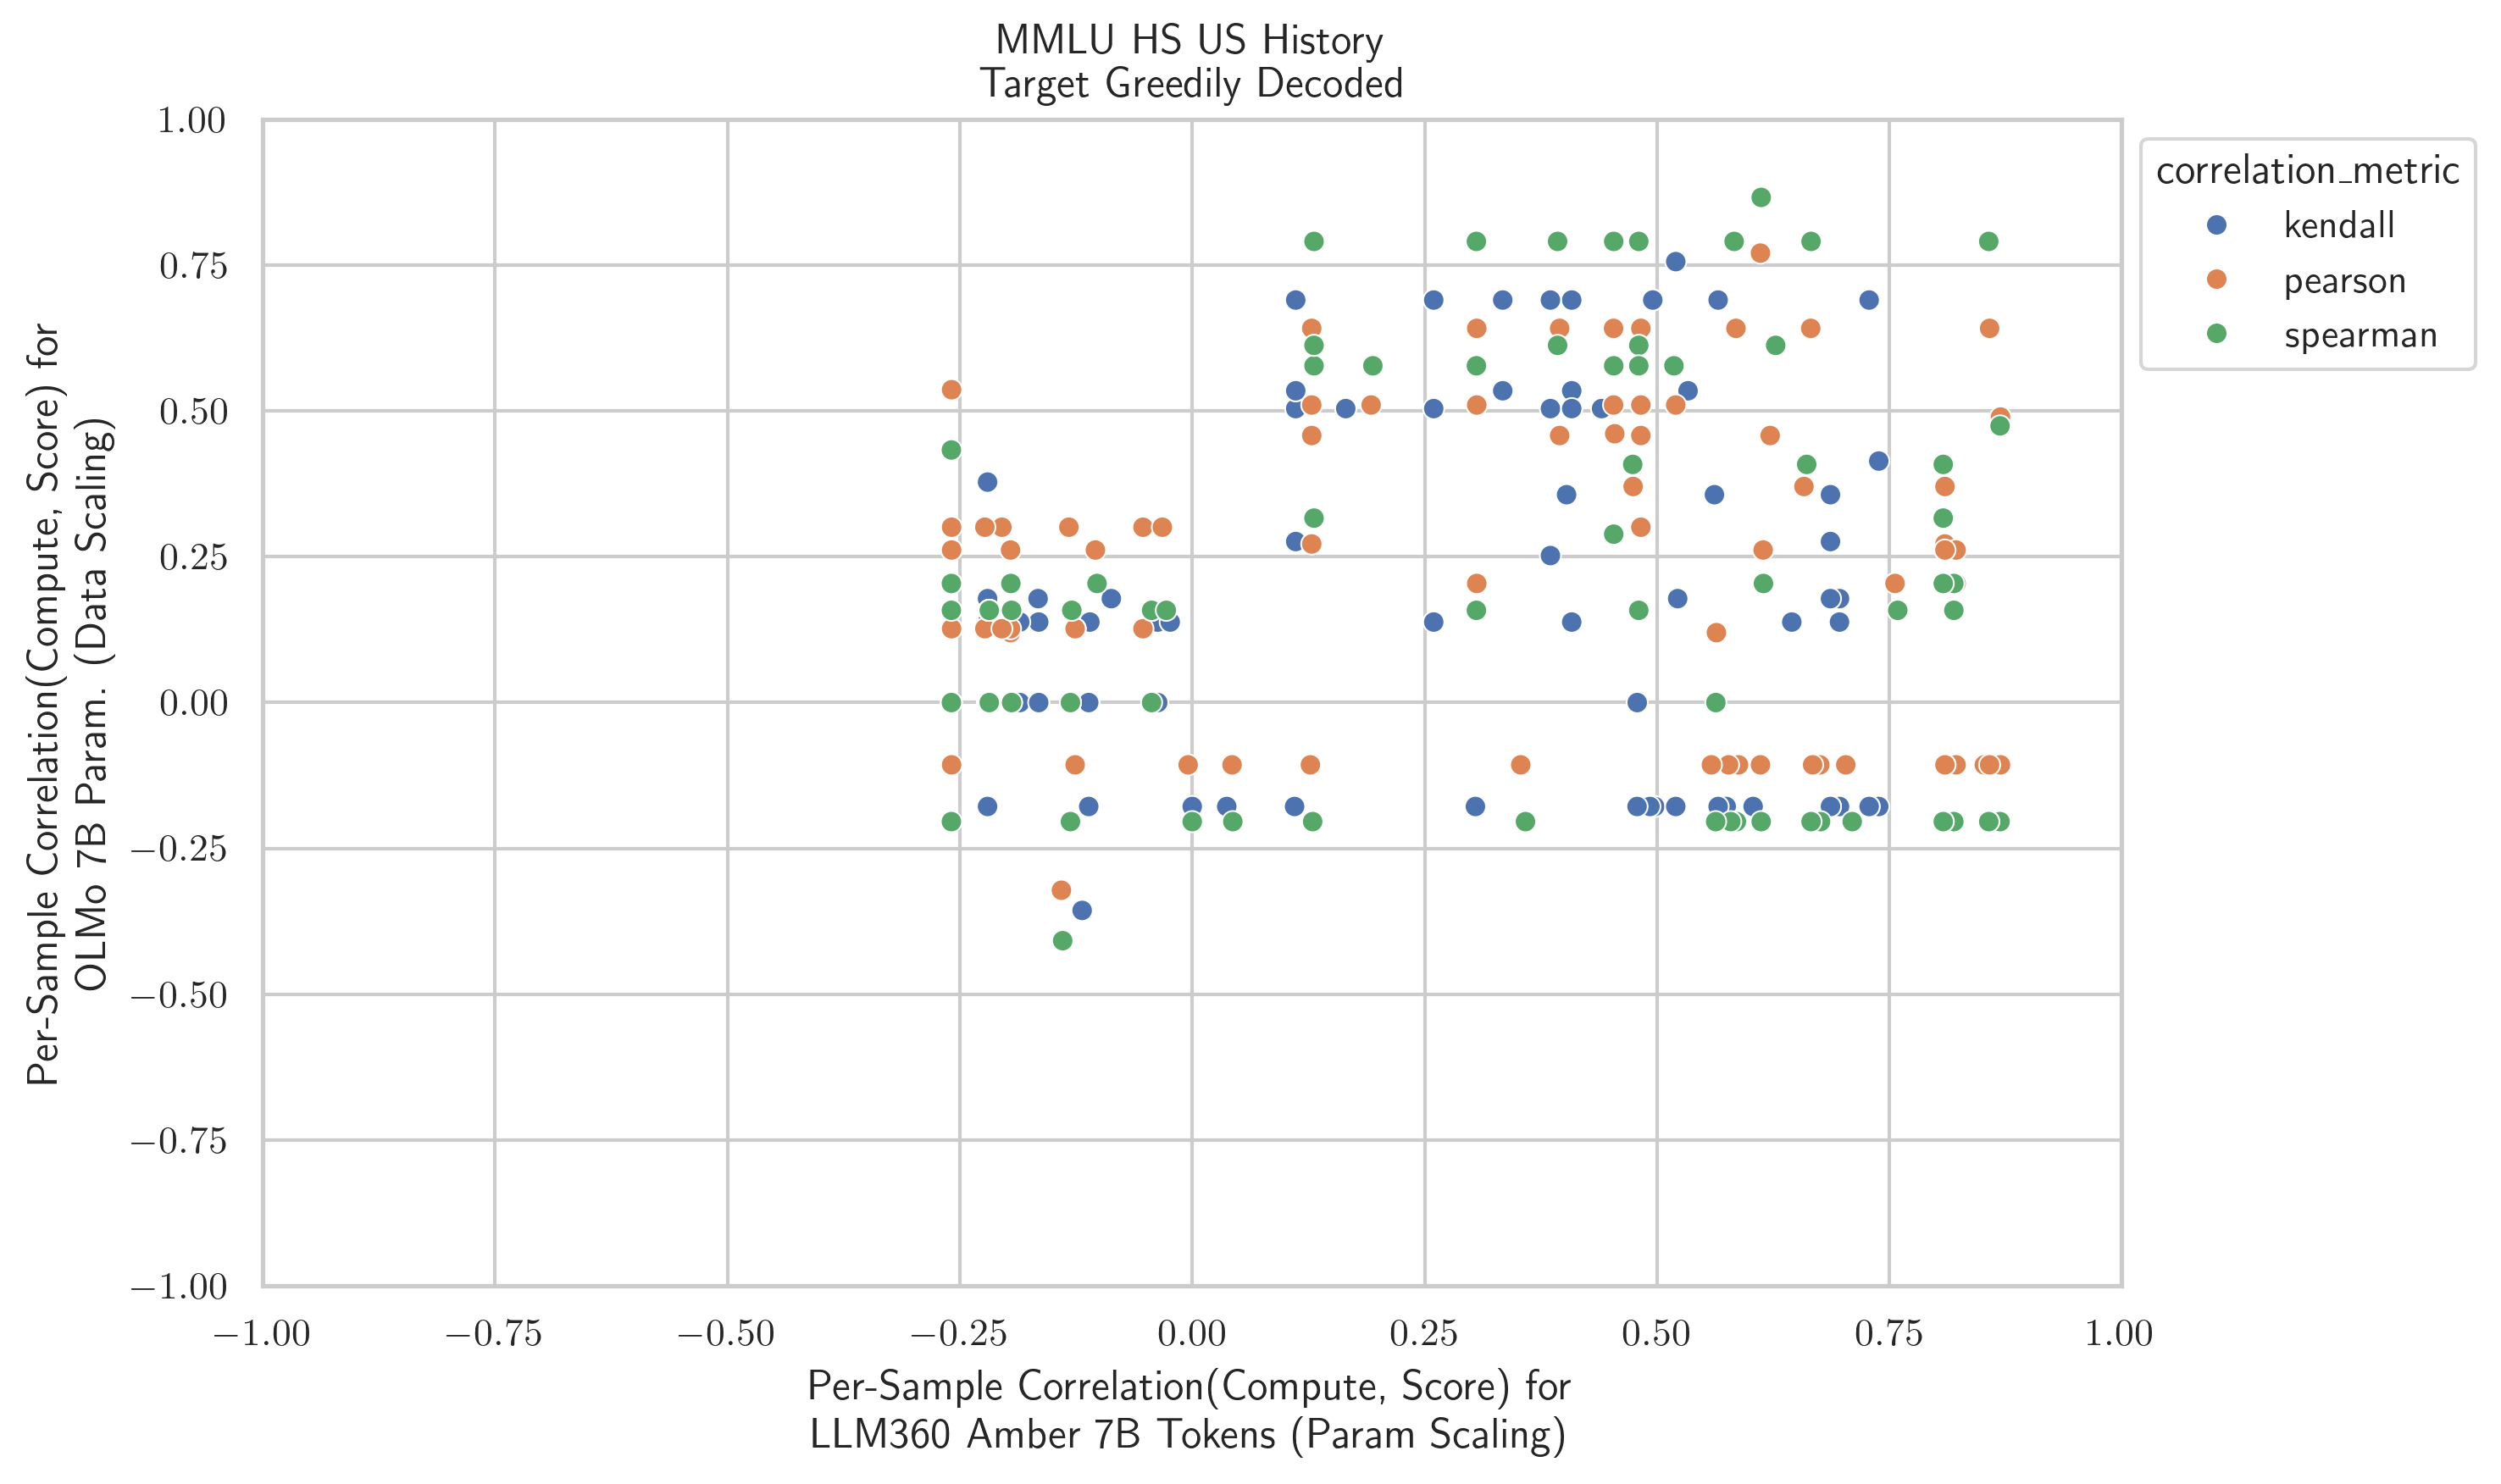 MMLU HS US History
Target Greedily Decoded
1.00
0.75
0.50
0.25
0.00
−0.25
−0.50
−0.75
−1.00
Per-Sample Correlation(Compute, Score) for
OLMo 7B Param. (Data Scaling)
−1.00 −0.75 −0.50 −0.25 0.00 0.25 0.50 0.75 1.00
Per-Sample Correlation(Compute, Score) for
LLM360 Amber 7B Tokens (Param Scaling)
correlation_metric
kendall
pearson
spearman